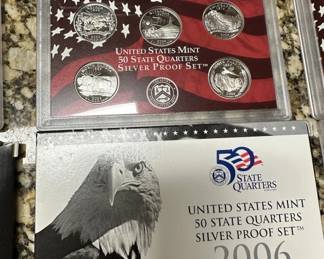 UNITED STATES MINT
50 STATE QUARTERS
SILVER PROOF SET™
50
STATE
QUARTERS
UNITED STATES MINT
50 STATE QUARTERS
SILVER PROOF SET™
2006